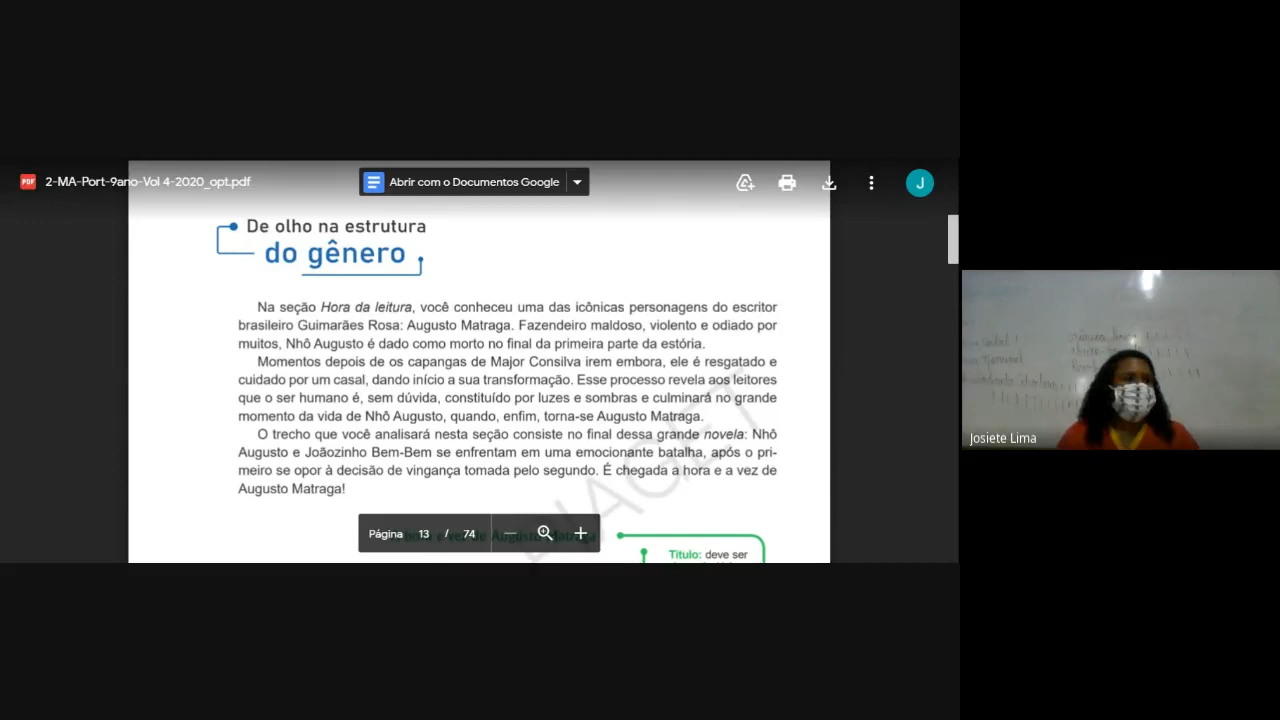 PDF 2-MA-Port-9ano-Vol 4-2020_opt.pdf
Abrir com o Documentos Google
J
De olho na estrutura
do gênero
Na seção Hora da leitura, você conheceu uma das icônicas personagens do escritor
brasileiro Guimarães Rosa: Augusto Matraga. Fazendeiro maldoso, violento e odiado por
muitos, Nhô Augusto é dado como morto no final da primeira parte da estória.
Momentos depois de os capangas de Major Consilva irem embora, ele é resgatado e
cuidado por um casal, dando início a sua transformação. Esse processo revela aos leitores
que o ser humano é, sem dúvida, constituído por luzes e sombras e culminará no grande
momento da vida de Nhô Augusto, quando, enfim, torna-se Augusto Matraga.
O trecho que você analisará nesta seção consiste no final dessa grande novela: Nhô
Augusto e Joãozinho Bem-Bem se enfrentam em uma emocionante batalha, após o pri-
meiro se opor à decisão de vingança tomada pelo segundo. É chegada a hora e a vez de
Augusto Matraga!
Página 13 / 74
Título: deve ser
Josiete Lima